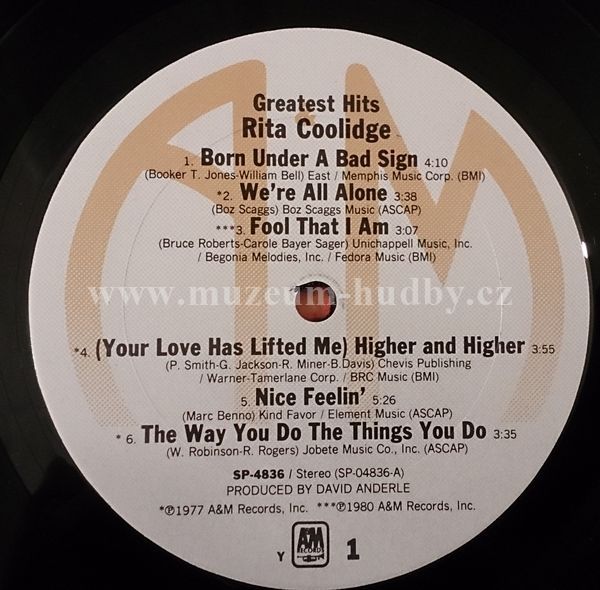 Greatest Hits
Rita Coolidge
1. Born Under A Bad Sign 4:10
(Booker T. Jones-William Bell) East / Memphis Music Corp. (BMI)
*2. We're All Alone 3:38
(Boz Scaggs) Boz Scaggs Music (ASCAP)
***3. Fool That I Am 3:07
(Bruce Roberts-Carole Bayer Sager) Unichappell Music, Inc.
/ Begonia Melodies, Inc. / Fedora Music (BMI)
www.muzeum-hudby.cz
*4. (Your Love Has Lifted Me) Higher and Higher 3:55
(P. Smith-G. Jackson-R. Miner-B.Davis) Chevis Publishing
/ Warner-Tamerlane Corp. / BRC Music (BMI)
5. Nice Feelin' 5:26
(Marc Benno) Kind Favor / Element Music (ASCAP)
* 6. The Way You Do The Things You Do 3:35
(W. Robinson-R. Rogers) Jobete Music Co., Inc. (ASCAP)
SP-4836 / Stereo (SP-04836-A)
PRODUCED BY DAVID ANDERLE
*℗1977 A&M Records, Inc. ***℗1980 A&M Records, Inc.
Y A&M RECORDS 1